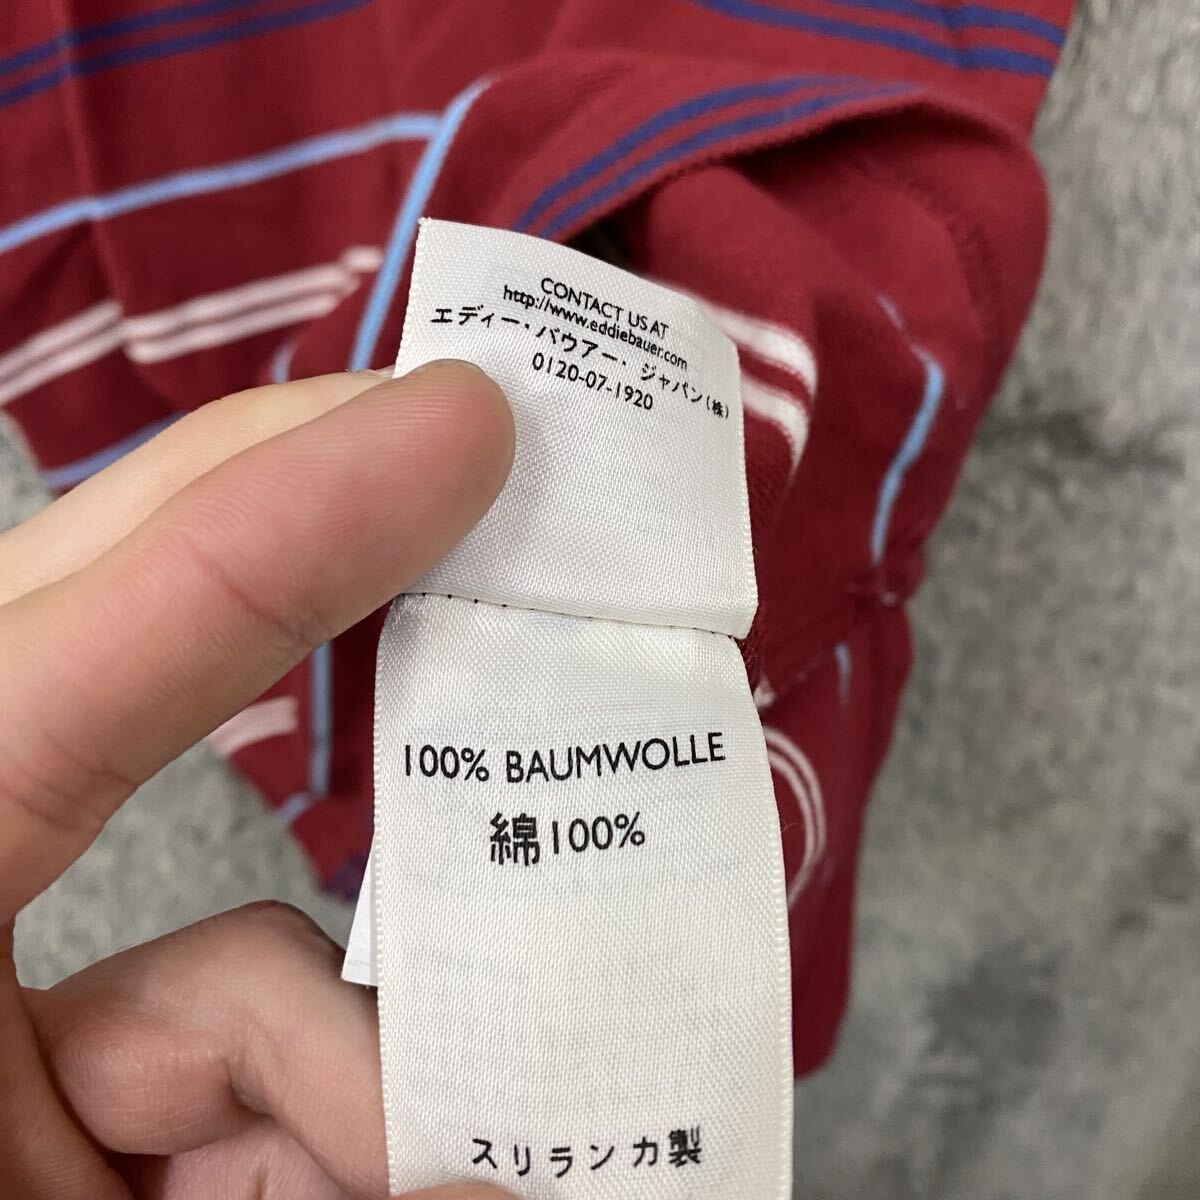 CONTACT US AT
http://www.eddiebauer.com
エディー・バウアー・ジャパン(株)
0120-07-1920
100% BAUMWOLLE
綿100%
スリランカ製